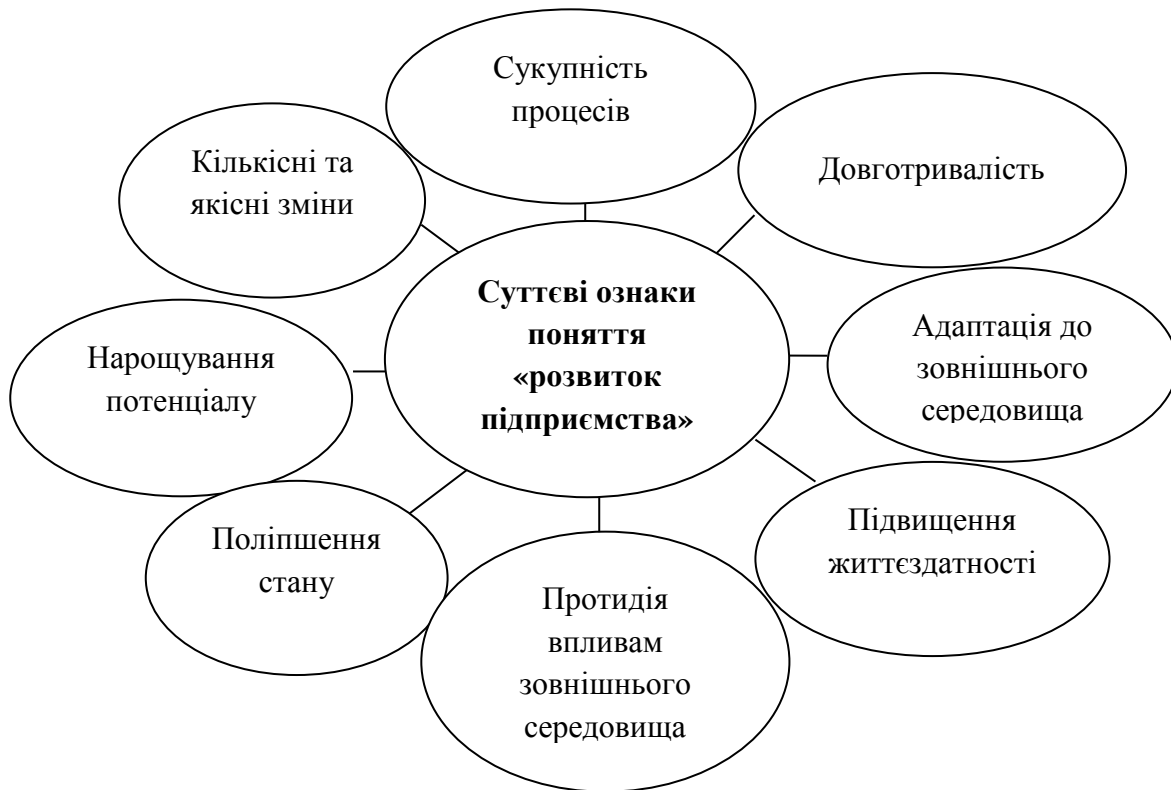 Сукупність
процесів
Кількісні та
якісні зміни
Довготривалість
Суттєві ознаки
поняття
«розвиток
підприємства»
Адаптація до
зовнішнього
середовища
Нарощування
потенціалу
Підвищення
життєздатності
Поліпшення
стану
Протидія
впливам
зовнішнього
середовища